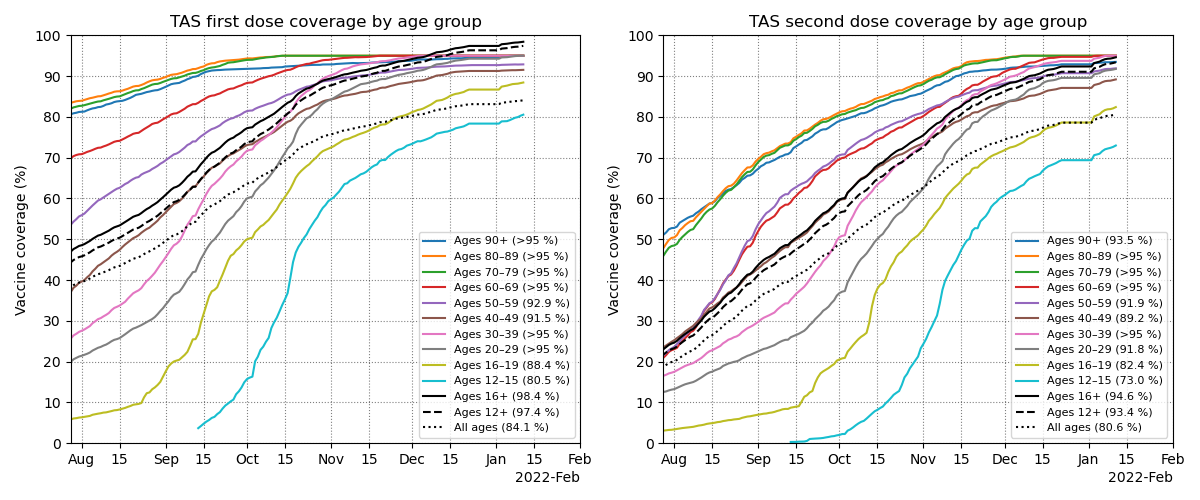 TAS first dose coverage by age group
Vaccine coverage (%)
100
90
80
70
60
50
40
30
20
10
0
Aug 15 Sep 15 Oct 15 Nov 15 Dec 15 Jan 15 Feb
2022-Feb
Ages 90+ (>95 %)
Ages 80–89 (>95 %)
Ages 70–79 (>95 %)
Ages 60–69 (>95 %)
Ages 50–59 (92.9 %)
Ages 40–49 (91.5 %)
Ages 30–39 (>95 %)
Ages 20–29 (>95 %)
Ages 16–19 (88.4 %)
Ages 12–15 (80.5 %)
Ages 16+ (98.4 %)
Ages 12+ (97.4 %)
All ages (84.1 %)
TAS second dose coverage by age group
Vaccine coverage (%)
100
90
80
70
60
50
40
30
20
10
0
Aug 15 Sep 15 Oct 15 Nov 15 Dec 15 Jan 15 Feb
2022-Feb
Ages 90+ (93.5 %)
Ages 80–89 (>95 %)
Ages 70–79 (>95 %)
Ages 60–69 (>95 %)
Ages 50–59 (91.9 %)
Ages 40–49 (89.2 %)
Ages 30–39 (>95 %)
Ages 20–29 (91.8 %)
Ages 16–19 (82.4 %)
Ages 12–15 (73.0 %)
Ages 16+ (94.6 %)
Ages 12+ (93.4 %)
All ages (80.6 %)